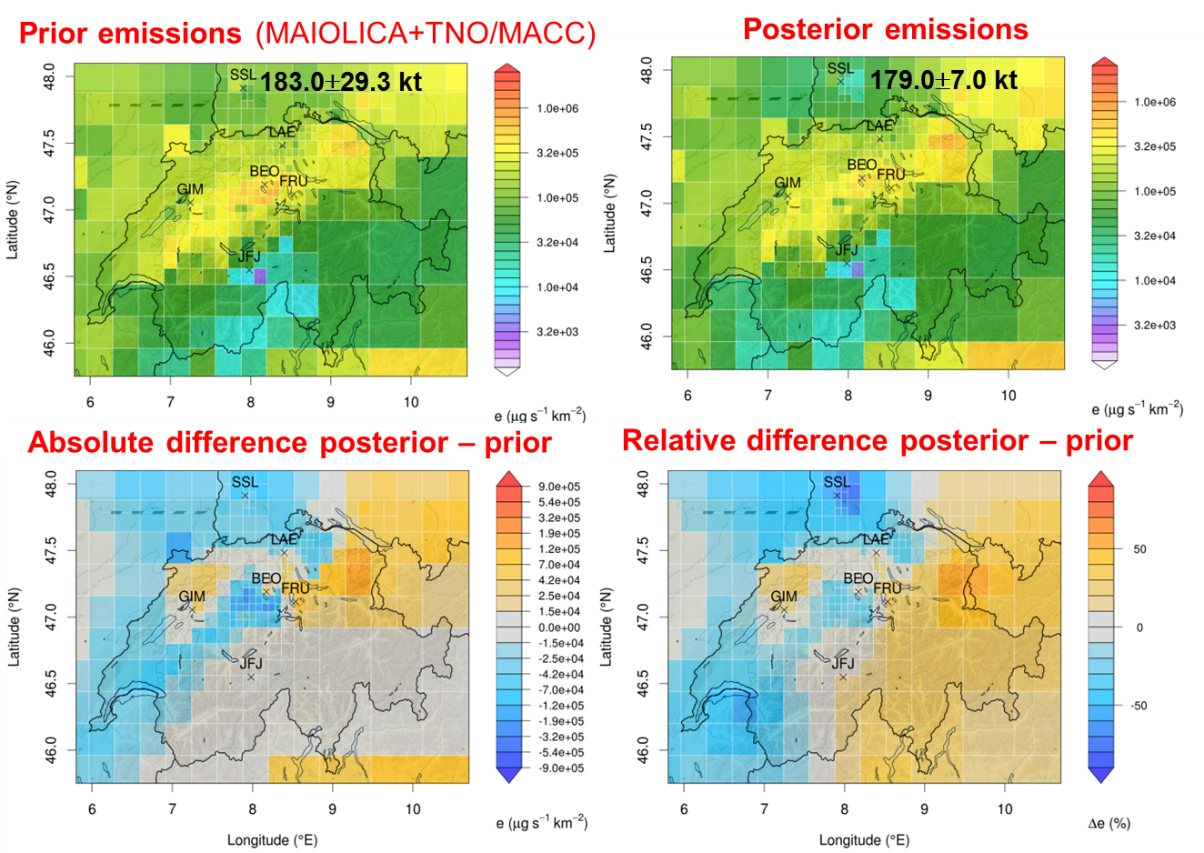 Prior emissions (MAIOLICA+TNO/MACC)
183.0±29.3 kt
SSL
LAE
BEO
FRU
GIM
JFJ
48.0
47.5
47.0
46.5
46.0
Latitude (°N)
6 7 8 9 10
1.0e+06
3.2e+05
1.0e+05
3.2e+04
1.0e+04
3.2e+03
e (μg s⁻¹ km⁻²)
Posterior emissions
179.0±7.0 kt
SSL
LAE
BEO
FRU
GIM
JFJ
48.0
47.5
47.0
46.5
46.0
Latitude (°N)
6 7 8 9 10
1.0e+06
3.2e+05
1.0e+05
3.2e+04
1.0e+04
3.2e+03
e (μg s⁻¹ km⁻²)
Absolute difference posterior – prior
SSL
LAE
BEO
FRU
GIM
JFJ
48.0
47.5
47.0
46.5
46.0
Latitude (°N)
6 7 8 9 10
Longitude (°E)
9.0e+05
5.4e+05
3.2e+05
1.9e+05
1.2e+05
7.0e+04
4.2e+04
2.5e+04
1.5e+04
0.0e+00
-1.5e+04
-2.5e+04
-4.2e+04
-7.0e+04
-1.2e+05
-1.9e+05
-3.2e+05
-5.4e+05
-9.0e+05
e (μg s⁻¹ km⁻²)
Relative difference posterior – prior
SSL
LAE
BEO
FRU
GIM
JFJ
48.0
47.5
47.0
46.5
46.0
Latitude (°N)
6 7 8 9 10
Longitude (°E)
50
0
-50
Δe (%)